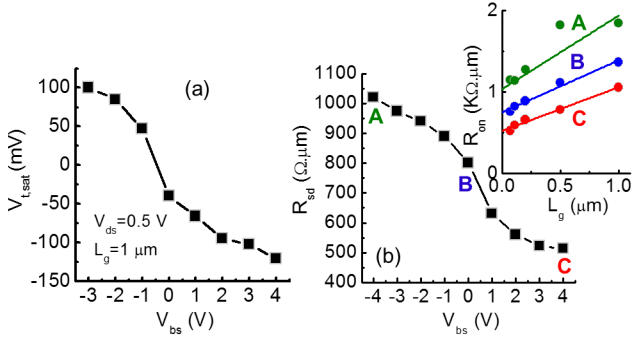 (a)
V_t,sat (mV)
100
50
0
-50
-100
-150
V_ds=0.5 V
L_g=1 µm
-3 -2 -1 0 1 2 3 4
V_bs (V)
(b)
R_sd (Ω.µm)
1100
1000
900
800
700
600
500
400
A
B
C
-4 -3 -2 -1 0 1 2 3 4
V_bs (V)
R_on (KΩ.µm)
2
1
0
A
B
C
0.0 0.5 1.0
L_g (µm)